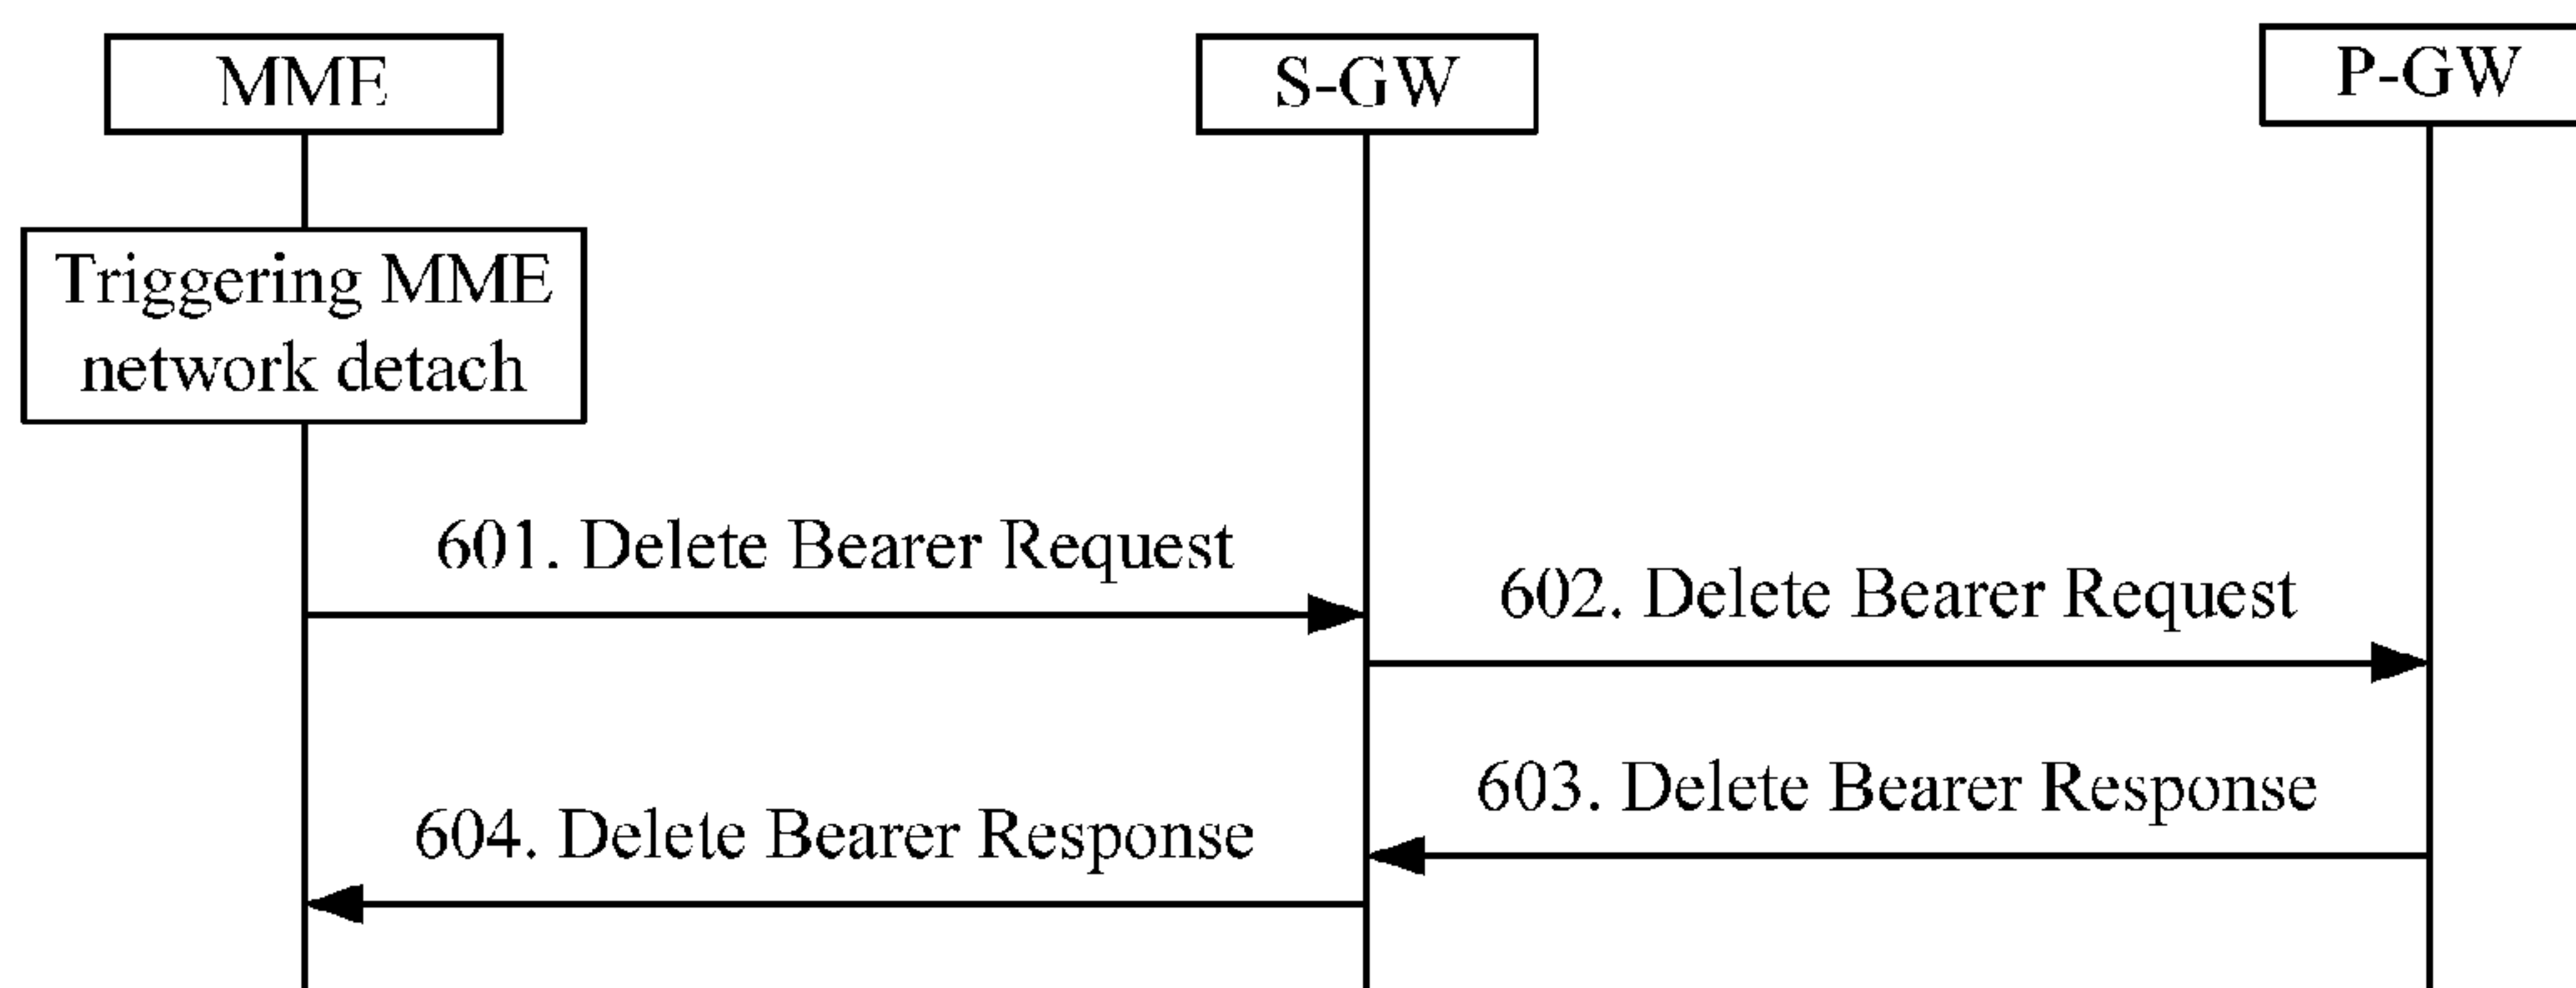 MME
S-GW
P-GW
Triggering MME
network detach
601. Delete Bearer Request
602. Delete Bearer Request
603. Delete Bearer Response
604. Delete Bearer Response